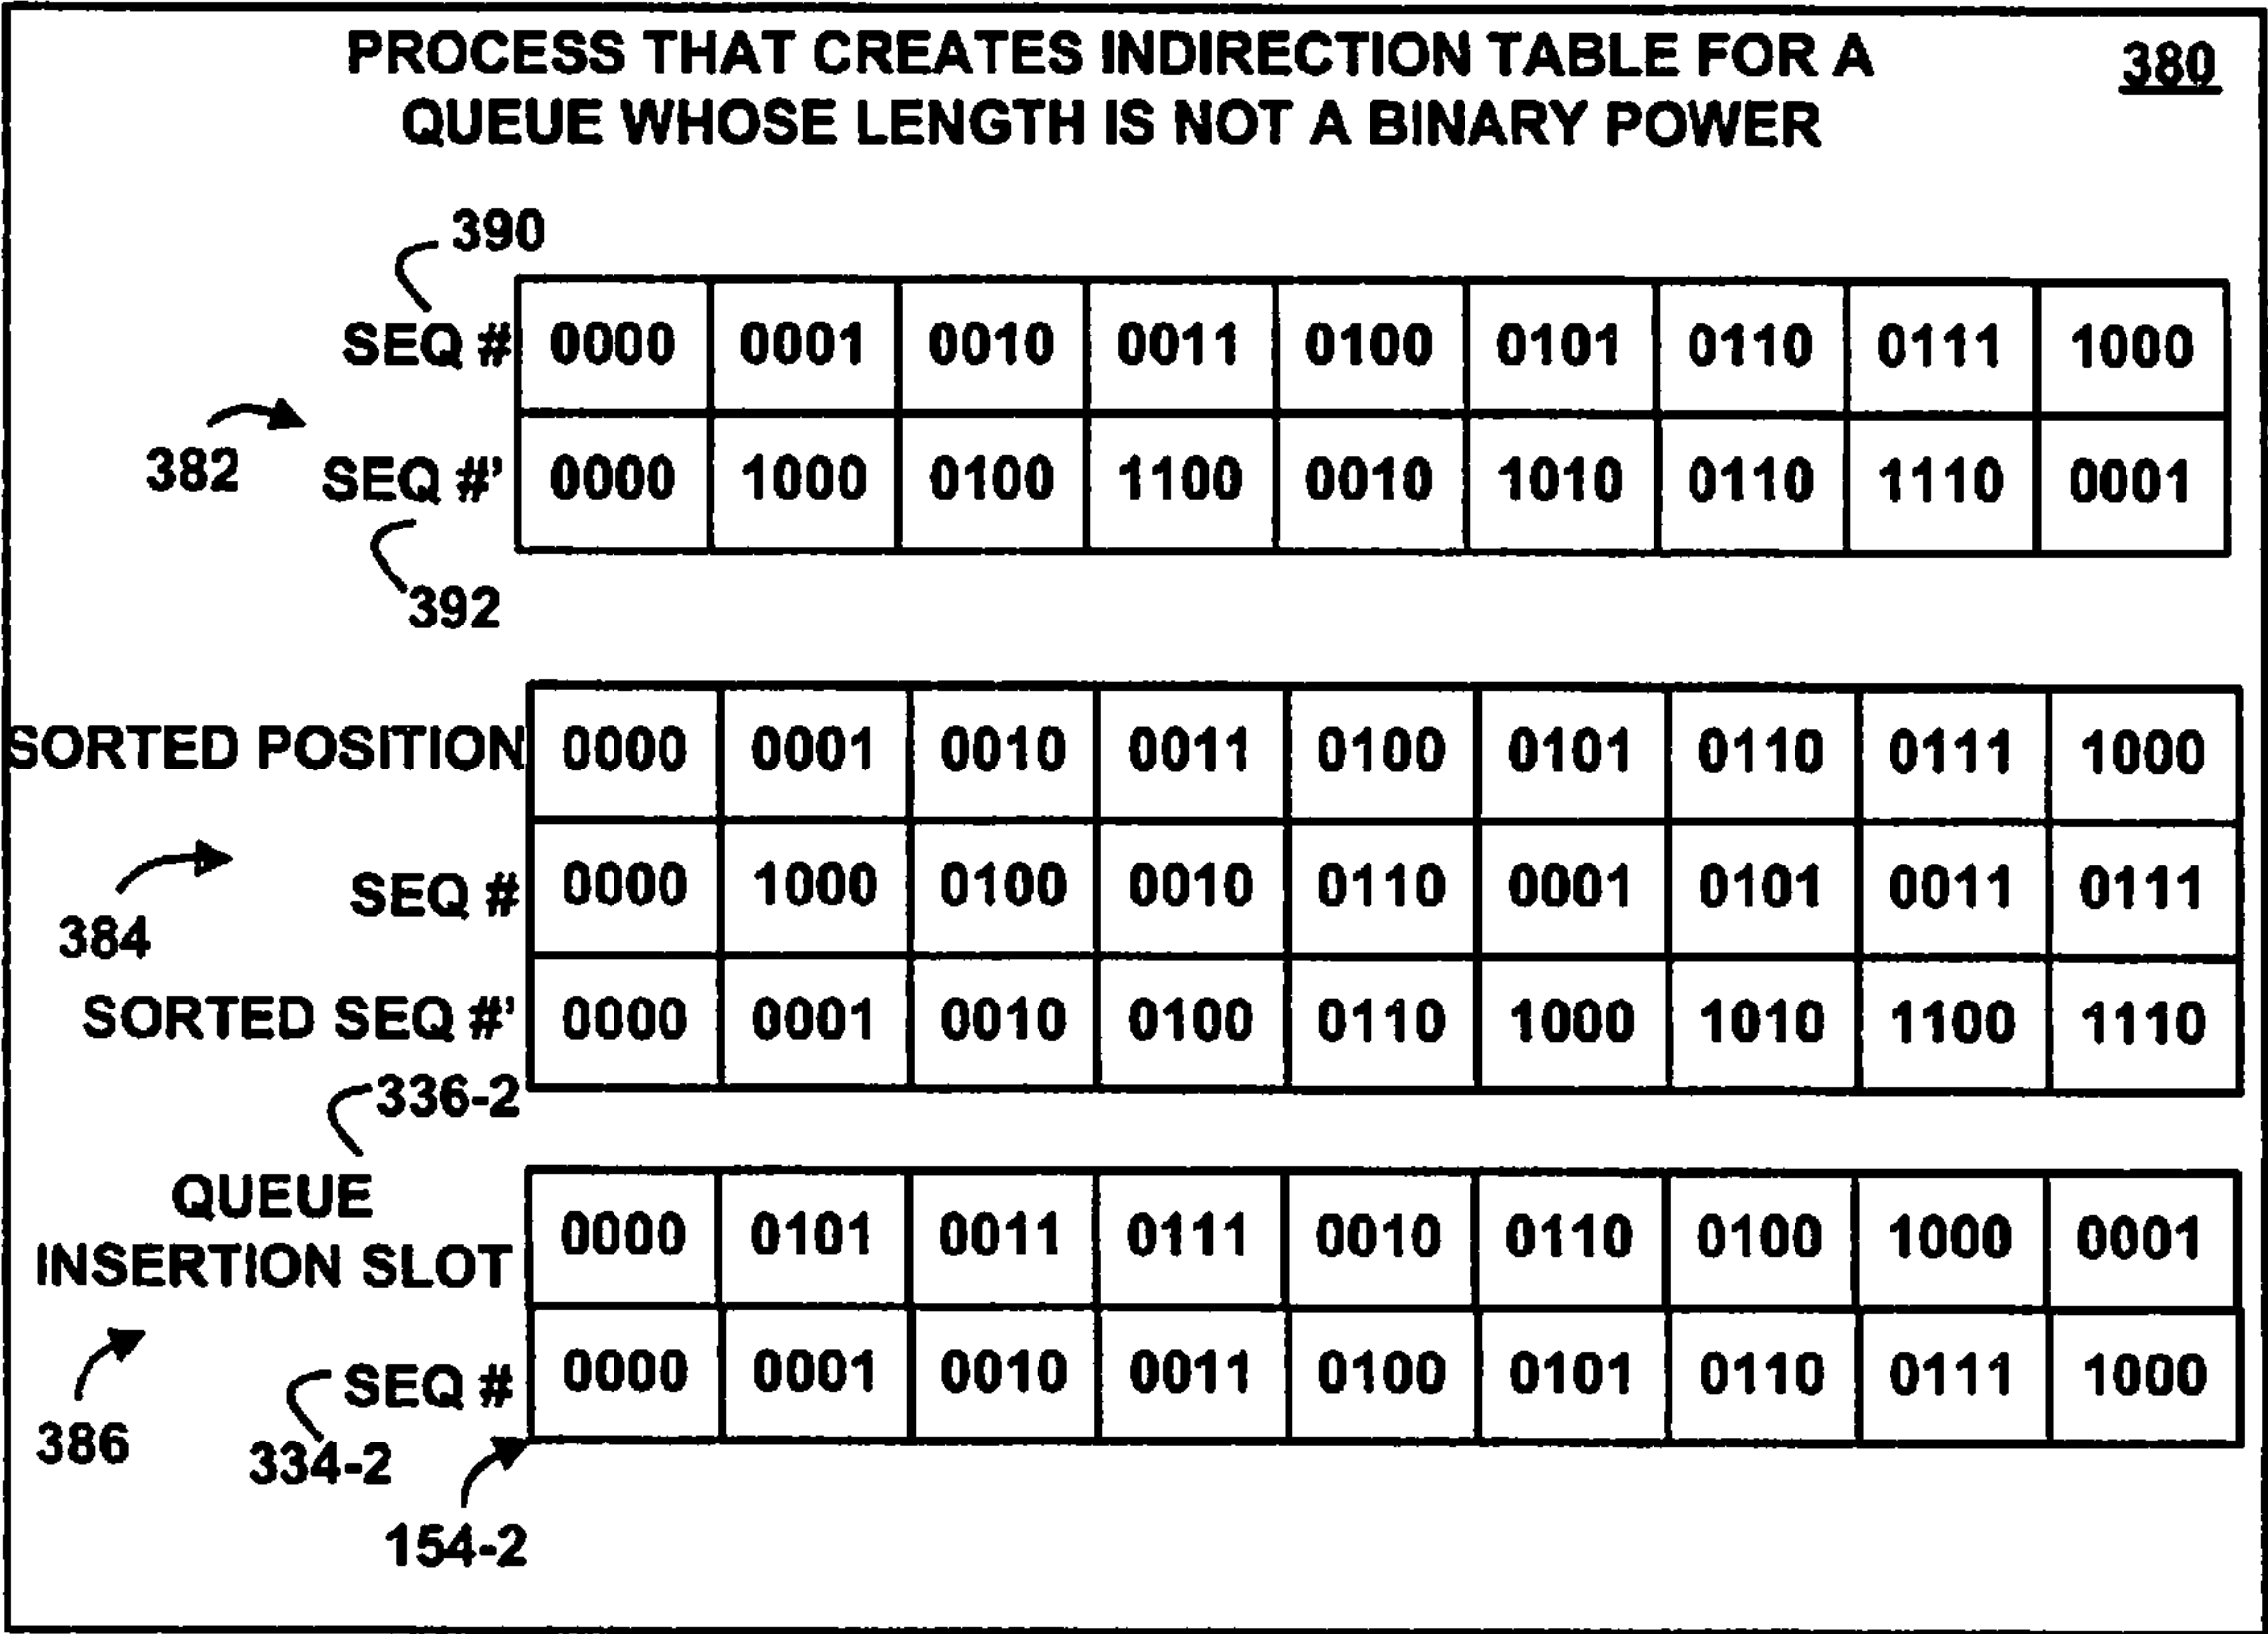 PROCESS THAT CREATES INDIRECTION TABLE FOR A
380
QUEUE WHOSE LENGTH IS NOT A BINARY POWER
390
SEQ # 0000 0001 0010 0011 0100 0101 0110 0111 1000
382
SEQ #' 0000 1000 0100 1100 0010 1010 0110 1110 0001
392
SORTED POSITION 0000 0001 0010 0011 0100 0101 0110 0111 1000
SEQ # 0000 1000 0100 0010 0110 0001 0101 0011 0111
384
SORTED SEQ #' 0000 0001 0010 0100 0110 1000 1010 1100 1110
336-2
QUEUE
INSERTION SLOT 0000 0101 0011 0111 0010 0110 0100 1000 0001
SEQ # 0000 0001 0010 0011 0100 0101 0110 0111 1000
386
334-2
154-2